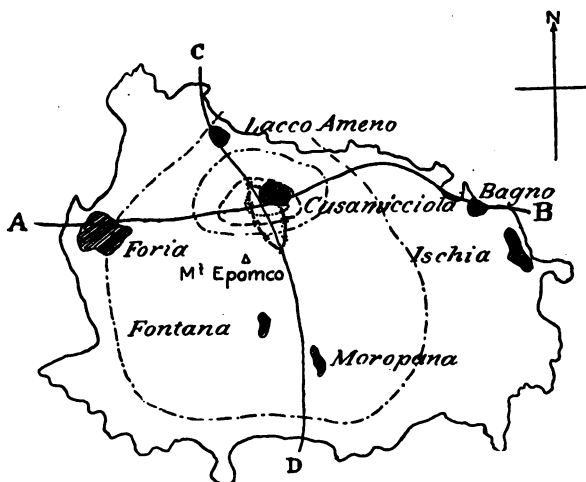 N
C
Lacco Ameno
Cusamicciola
Bagno
A
B
Foria
Ischia
Mt Epomco
Fontana
Moropana
D